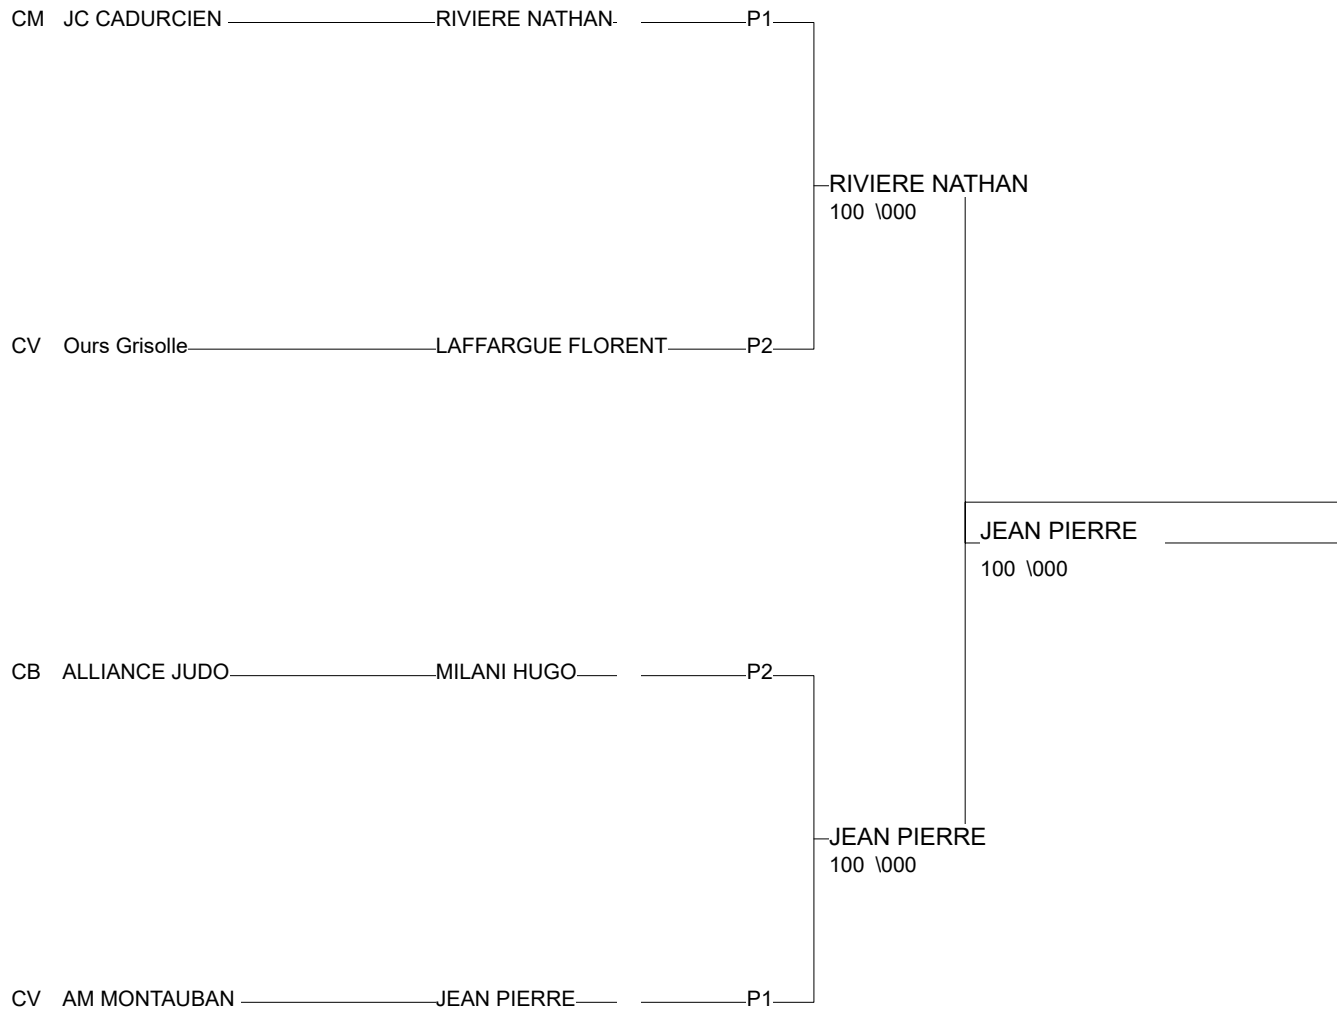 CM JC CADURCIEN RIVIERE NATHAN P1
RIVIERE NATHAN
100 \000
CV Ours Grisolle LAFFARGUE FLORENT P2
JEAN PIERRE
100 \000
CB ALLIANCE JUDO MILANI HUGO P2
JEAN PIERRE
100 \000
CV AM MONTAUBAN JEAN PIERRE P1